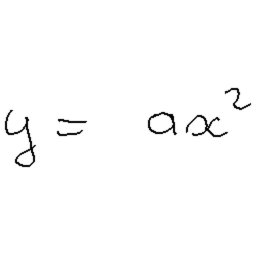 y = ax²